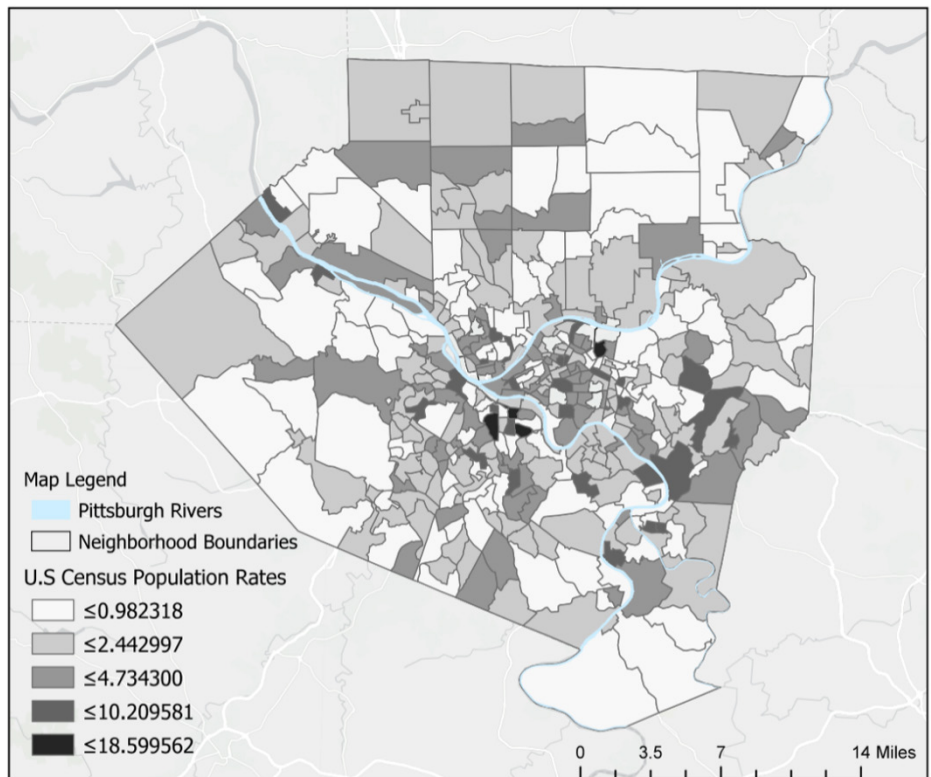 Map Legend
Pittsburgh Rivers
Neighborhood Boundaries
U.S Census Population Rates
≤0.982318
≤2.442997
≤4.734300
≤10.209581
≤18.599562
0 3.5 7 14 Miles